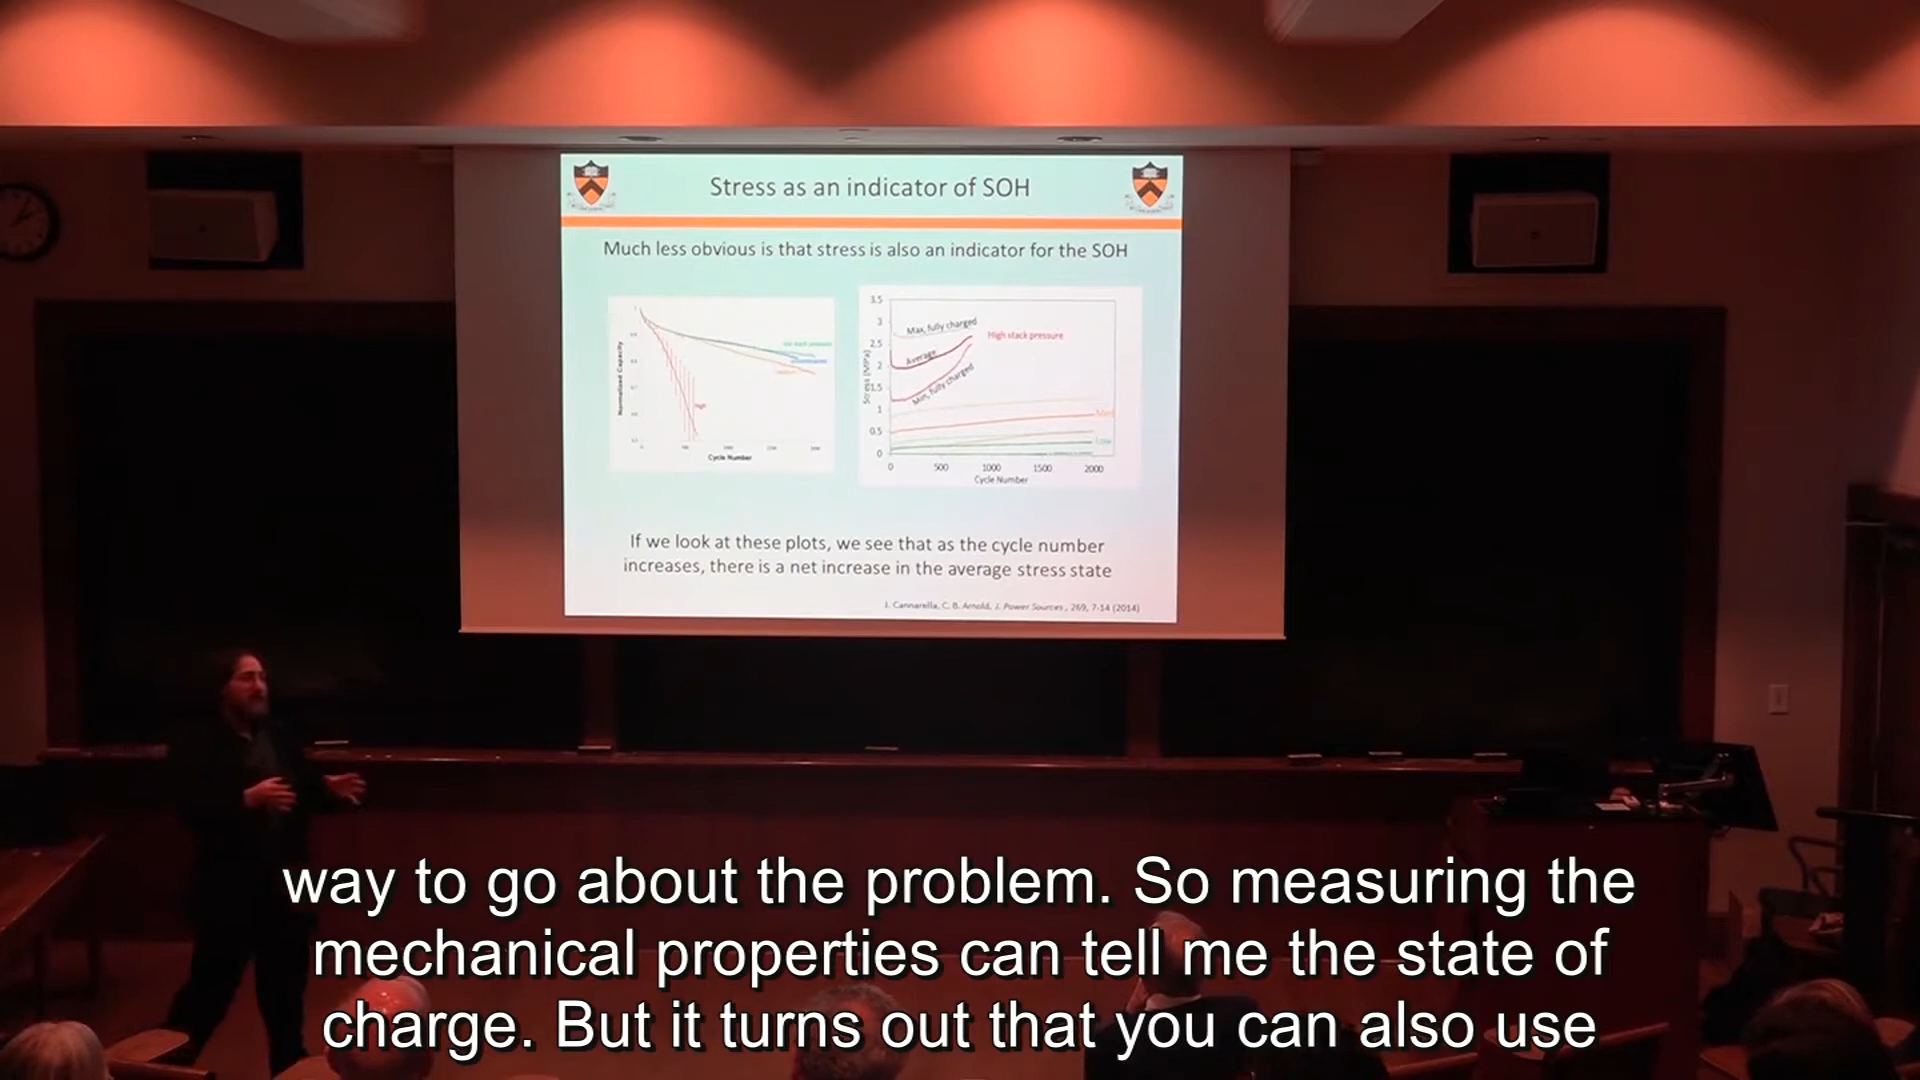 Stress as an indicator of SOH
Much less obvious is that stress is also an indicator for the SOH
Normalized Capacity
High
Cycle Number
3.5
3
2.5
2
1.5
1
0.5
0
Stress (MPa)
Max, fully charged
Average
Min, fully charged
High stack pressure
Med
Low
0 500 1000 1500 2000
Cycle Number
If we look at these plots, we see that as the cycle number
increases, there is a net increase in the average stress state
J. Cannarella, C. B. Arnold, J. Power Sources, 269, 7-14 (2014)
way to go about the problem. So measuring the
mechanical properties can tell me the state of
charge. But it turns out that you can also use